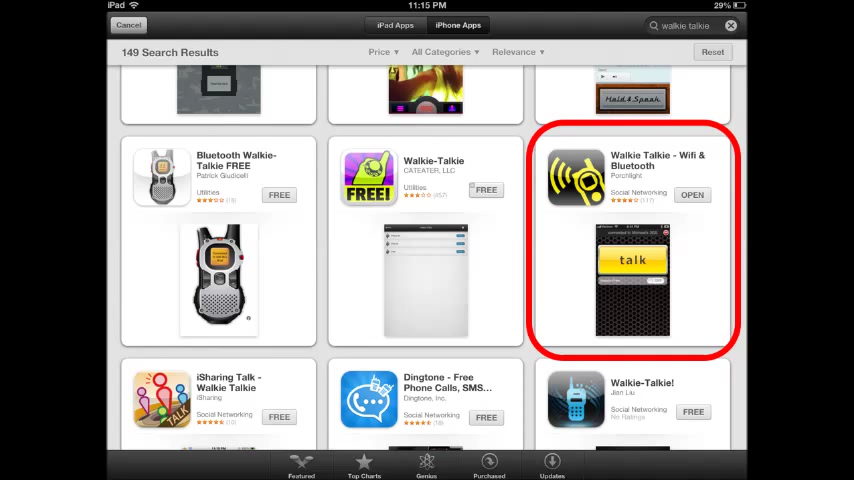 iPad
11:15 PM
29%
Cancel
iPad Apps
iPhone Apps
walkie talkie
149 Search Results
Price ▾
All Categories ▾
Relevance ▾
Reset
Hold & Speak
Bluetooth Walkie-
Talkie FREE
Patrick Giudicelli
Utilities
FREE
Walkie-Talkie
CATEATER, LLC
Utilities
(457)
FREE
FREE!
Walkie Talkie - Wifi &
Bluetooth
Porchlight
Social Networking
(117)
OPEN
talk
iSharing Talk -
Walkie Talkie
iSharing
Social Networking
(10)
FREE
TALK
Dingtone - Free
Phone Calls, SMS...
Dingtone, Inc.
Social Networking
FREE
Walkie-Talkie!
Jian Liu
Social Networking
No Ratings
FREE
Featured
Top Charts
Genius
Purchased
Updates